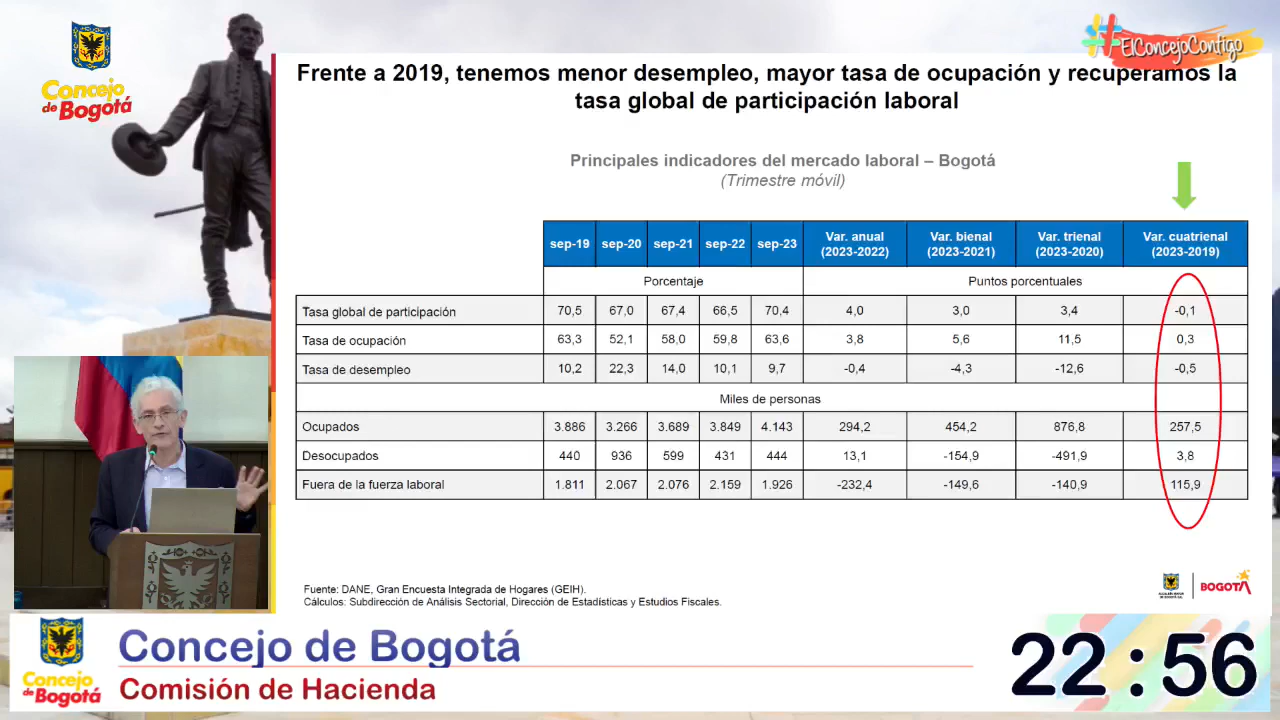 Concejo
de Bogotá
#ElConcejoContigo
Frente a 2019, tenemos menor desempleo, mayor tasa de ocupación y recuperamos la
tasa global de participación laboral
Principales indicadores del mercado laboral – Bogotá
(Trimestre móvil)
sep-19 sep-20 sep-21 sep-22 sep-23 Var. anual (2023-2022) Var. bienal (2023-2021) Var. trienal (2023-2020) Var. cuatrienal (2023-2019)
Porcentaje Puntos porcentuales
Tasa global de participación 70,5 67,0 67,4 66,5 70,4 4,0 3,0 3,4 -0,1
Tasa de ocupación 63,3 52,1 58,0 59,8 63,6 3,8 5,6 11,5 0,3
Tasa de desempleo 10,2 22,3 14,0 10,1 9,7 -0,4 -4,3 -12,6 -0,5
Miles de personas
Ocupados 3.886 3.266 3.689 3.849 4.143 294,2 454,2 876,8 257,5
Desocupados 440 936 599 431 444 13,1 -154,9 -491,9 3,8
Fuera de la fuerza laboral 1.811 2.067 2.076 2.159 1.926 -232,4 -149,6 -140,9 115,9
Fuente: DANE, Gran Encuesta Integrada de Hogares (GEIH).
Cálculos: Subdirección de Análisis Sectorial, Dirección de Estadísticas y Estudios Fiscales.
BOGOTÁ
Concejo
de Bogotá
Concejo de Bogotá
Comisión de Hacienda
22:56